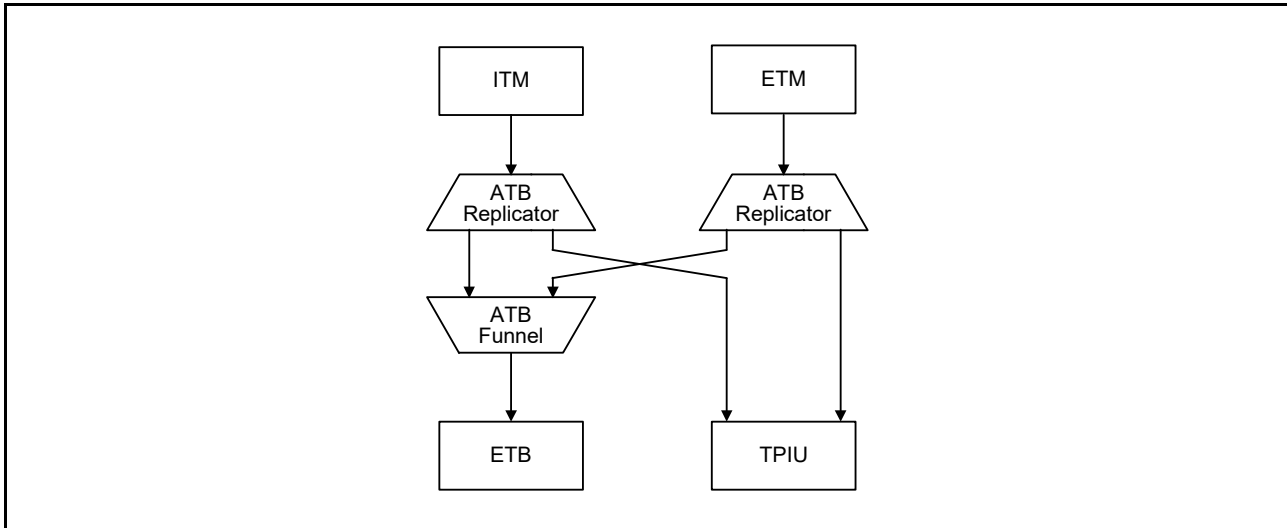 ITM
ETM
ATB
Replicator
ATB
Replicator
ATB
Funnel
ETB
TPIU